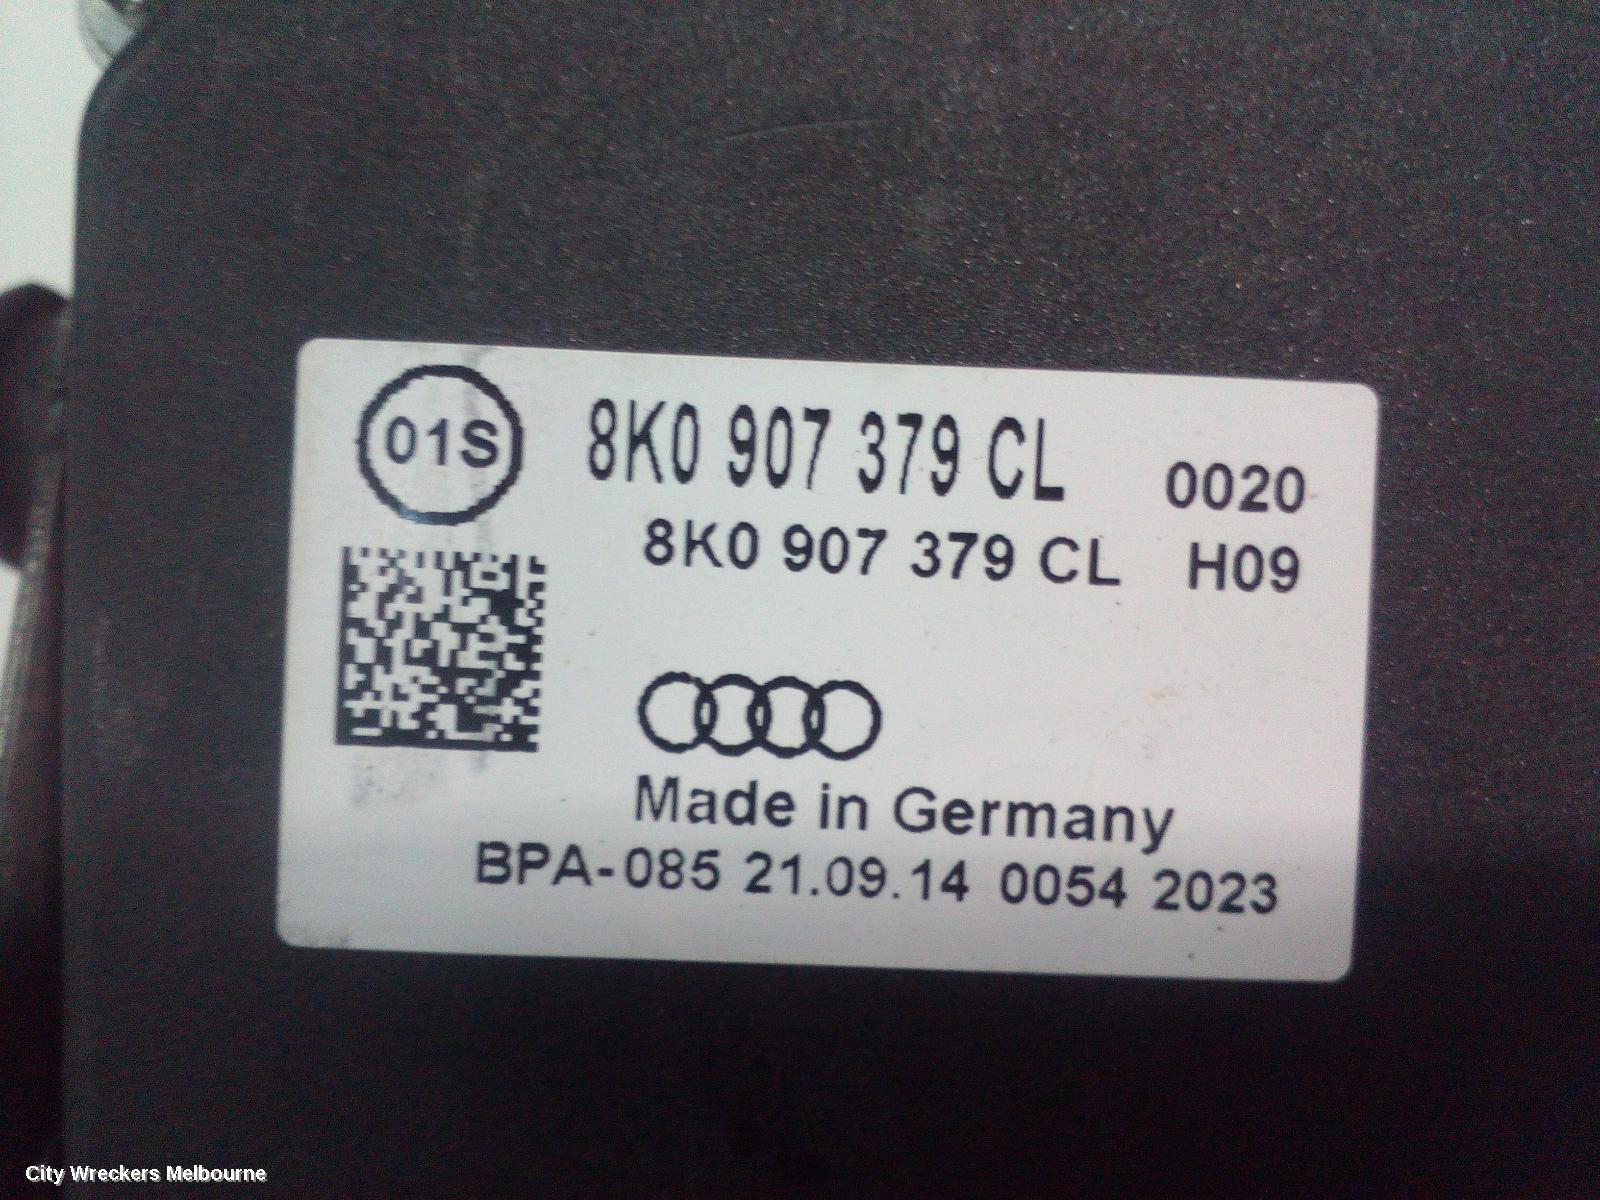 01S
8K0 907 379 CL 0020
8K0 907 379 CL H09
Made in Germany
BPA-085 21.09.14 0054 2023
City Wreckers Melbourne